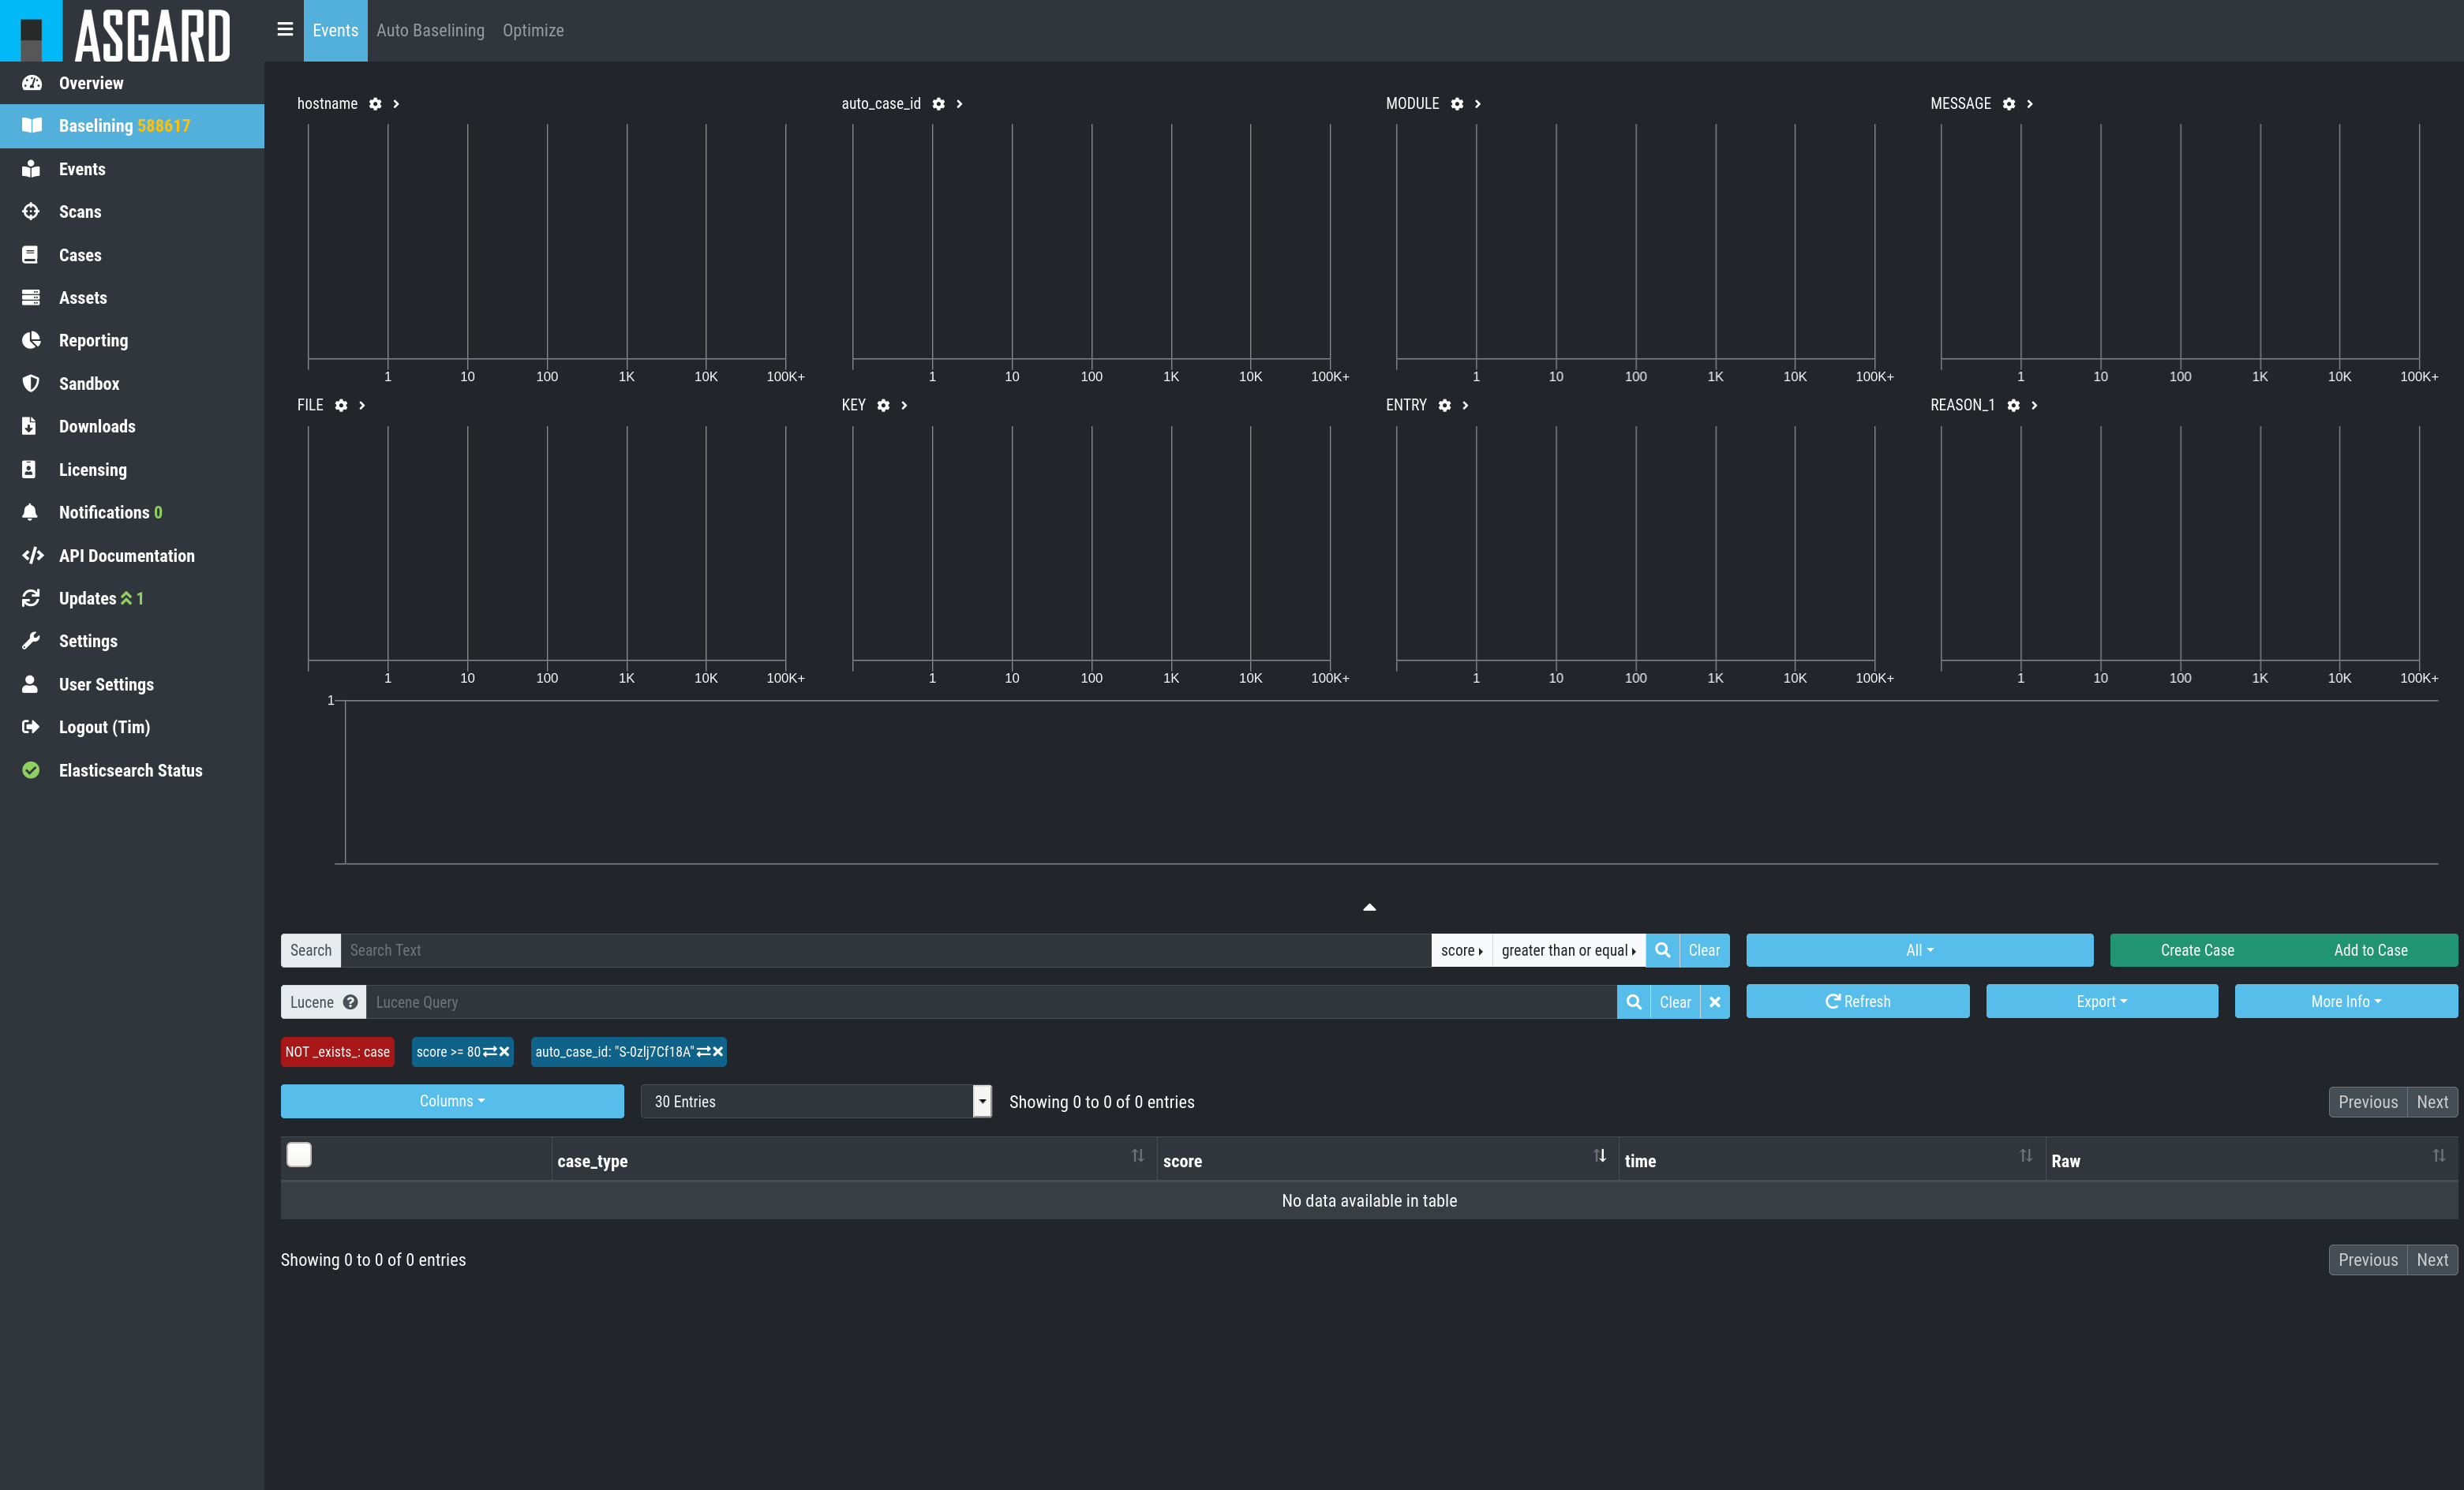 ASGARD
Events Auto Baselining Optimize
Overview
Baselining 588617
Events
Scans
Cases
Assets
Reporting
Sandbox
Downloads
Licensing
Notifications 0
API Documentation
Updates 1
Settings
User Settings
Logout (Tim)
Elasticsearch Status
hostname auto_case_id MODULE MESSAGE
1 10 100 1K 10K 100K+ 1 10 100 1K 10K 100K+ 1 10 100 1K 10K 100K+ 1 10 100 1K 10K 100K+
FILE KEY ENTRY REASON_1
1 10 100 1K 10K 100K+ 1 10 100 1K 10K 100K+ 1 10 100 1K 10K 100K+ 1 10 100 1K 10K 100K+
1
Search Search Text score greater than or equal Clear All Create Case Add to Case
Lucene ? Lucene Query Clear Refresh Export More Info
NOT _exists_: case score >= 80 auto_case_id: "S-0zlj7Cf18A"
Columns 30 Entries Showing 0 to 0 of 0 entries Previous Next
case_type score time Raw
No data available in table
Showing 0 to 0 of 0 entries Previous Next